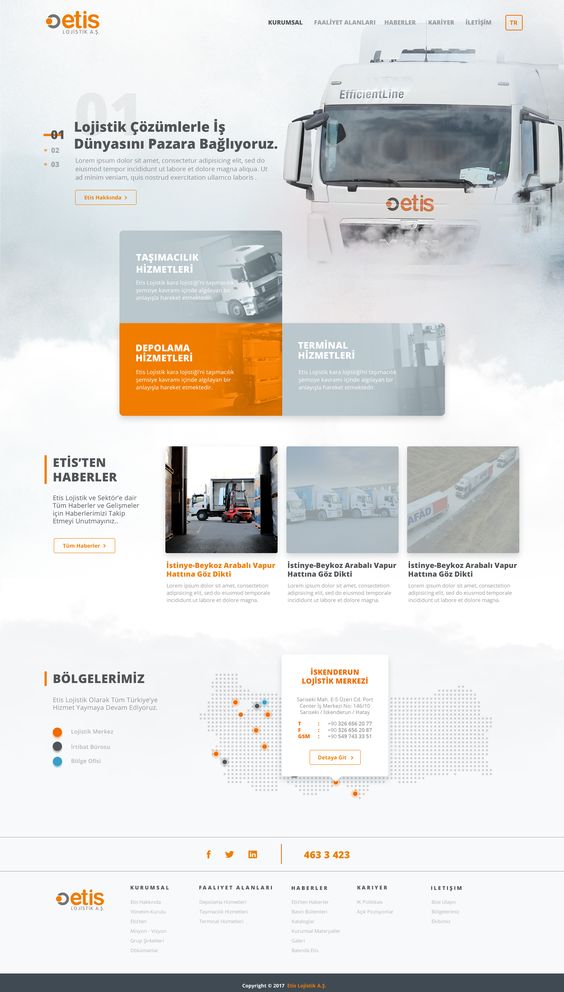 etis
LOJİSTİK A.Ş.
KURUMSAL FAALİYET ALANLARI HABERLER KARİYER İLETİŞİM TR
EfficientLine
etis
01
01
02
03
Lojistik Çözümlerle İş
Dünyasını Pazara Bağlıyoruz.
Lorem ipsum dolor sit amet, consectetur adipisicing elit, sed do
eiusmod tempor incididunt ut labore et dolore magna aliqua. Ut
ad minim veniam, quis nostrud exercitation ullamco laboris .
Etis Hakkında
TAŞIMACILIK
HİZMETLERİ
Etis Lojistik kara lojistiği'ni taşımacılık
şemsiye kavramı içinde algılayan bir
anlayışla hareket etmektedir.
DEPOLAMA
HİZMETLERİ
Etis Lojistik kara lojistiği'ni taşımacılık
şemsiye kavramı içinde algılayan bir
anlayışla hareket etmektedir.
TERMİNAL
HİZMETLERİ
Etis Lojistik kara lojistiği'ni taşımacılık
şemsiye kavramı içinde algılayan bir
anlayışla hareket etmektedir.
ETİS'TEN
HABERLER
Etis Lojistik ve Sektör'e dair
Tüm Haberler ve Gelişmeler
için Haberlerimizi Takip
Etmeyi Unutmayınız..
Tüm Haberler
AFAD
İstinye-Beykoz Arabalı Vapur
Hattına Göz Dikti
Lorem ipsum dolor sit amet, consectetion
adipisicing elit, sed do eiusmod temporale
incididunt ut labore et dolore magna.
İstinye-Beykoz Arabalı Vapur
Hattına Göz Dikti
Lorem ipsum dolor sit amet, consectetion
adipisicing elit, sed do eiusmod temporale
incididunt ut labore et dolore magna.
İstinye-Beykoz Arabalı Vapur
Hattına Göz Dikti
Lorem ipsum dolor sit amet, consectetion
adipisicing elit, sed do eiusmod temporale
incididunt ut labore et dolore magna.
BÖLGELERİMİZ
Etis Lojistik Olarak Tüm Türkiye'ye
Hizmet Yaymaya Devam Ediyoruz.
Lojistik Merkez
İrtibat Bürosu
Bölge Ofisi
İSKENDERUN
LOJİSTİK MERKEZİ
Sarıseki Mah. E-5 Üzeri Cd. Port
Center İş Merkezi No: 146/10
Sarıseki / İskenderun / Hatay
T : +90 326 656 20 77
F : +90 326 656 20 87
GSM : +90 549 743 33 51
Detaya Git
463 3 423
etis
LOJİSTİK A.Ş.
KURUMSAL
Etis Hakkında
Yönetim Kurulu
Etis'ten
Misyon - Vizyon
Grup Şirketleri
Dökümanlar
FAALİYET ALANLARI
Depolama Hizmetleri
Taşımacılık Hizmetleri
Terminal Hizmetleri
HABERLER
Etis'ten Haberler
Basın Bültenleri
Kataloglar
Kurumsal Materyaller
Galeri
Basında Etis
KARİYER
IK Politikası
Açık Pozisyonlar
İLETİŞİM
Bize Ulaşın
Bölgelerimiz
Ekibimiz
Copyright © 2017 Etis Lojistik A.Ş.